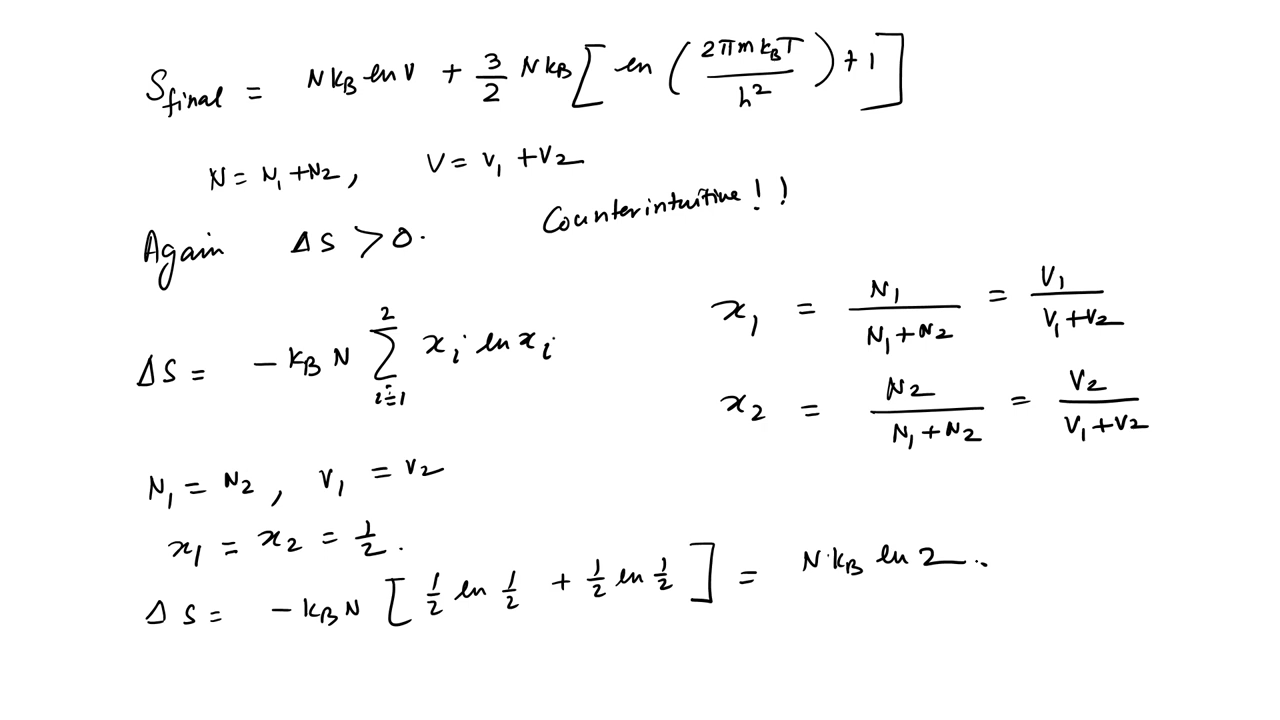 S_final = N k_B ln V + 3/2 N k_B [ ln ( 2πm k_B T / h² ) + 1 ]
N = N₁ + N₂, V = V₁ + V₂
Counterintuitive!!
Again ΔS > 0.
ΔS = − k_B N ∑_{i=1}^{2} x_i ln x_i
x₁ = N₁ / (N₁ + N₂) = V₁ / (V₁ + V₂)
x₂ = N₂ / (N₁ + N₂) = V₂ / (V₁ + V₂)
N₁ = N₂, V₁ = V₂
x₁ = x₂ = 1/2.
ΔS = − k_B N [ 1/2 ln 1/2 + 1/2 ln 1/2 ] = N k_B ln 2..